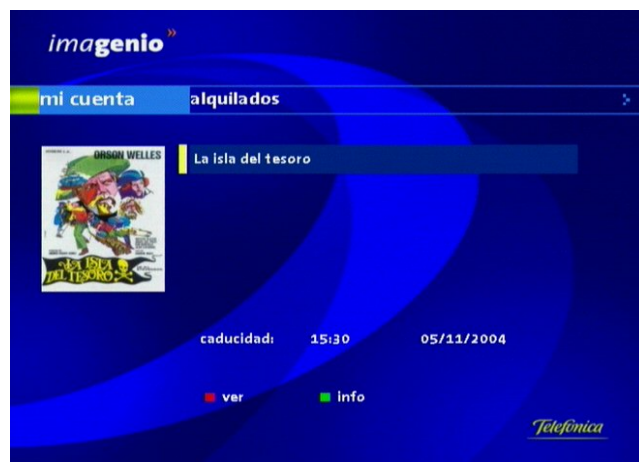 imagenio»
mi cuenta
alquilados
ORSON WELLES
LA ISLA
DEL TESORO
La isla del tesoro
caducidad: 15:30 05/11/2004
ver info
Telefónica